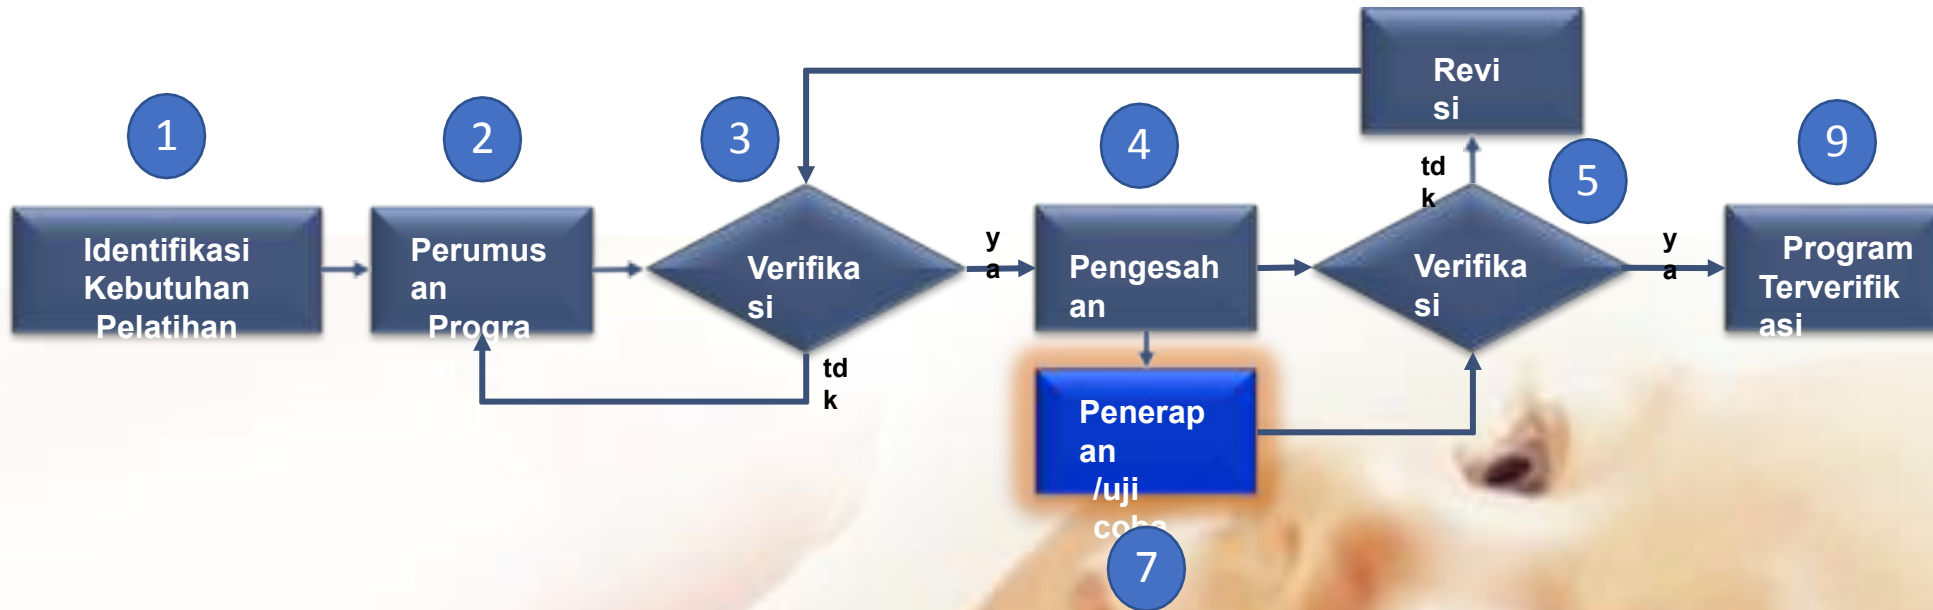 Revi
si
1
2
3
4
5
9
td
k
Identifikasi
Kebutuhan
Pelatihan
Perumus
an
Progra
Verifika
si
y
a
Pengesah
an
Verifika
si
y
a
Program
Terverifik
asi
td
k
Penerap
an
/uji
coba
7